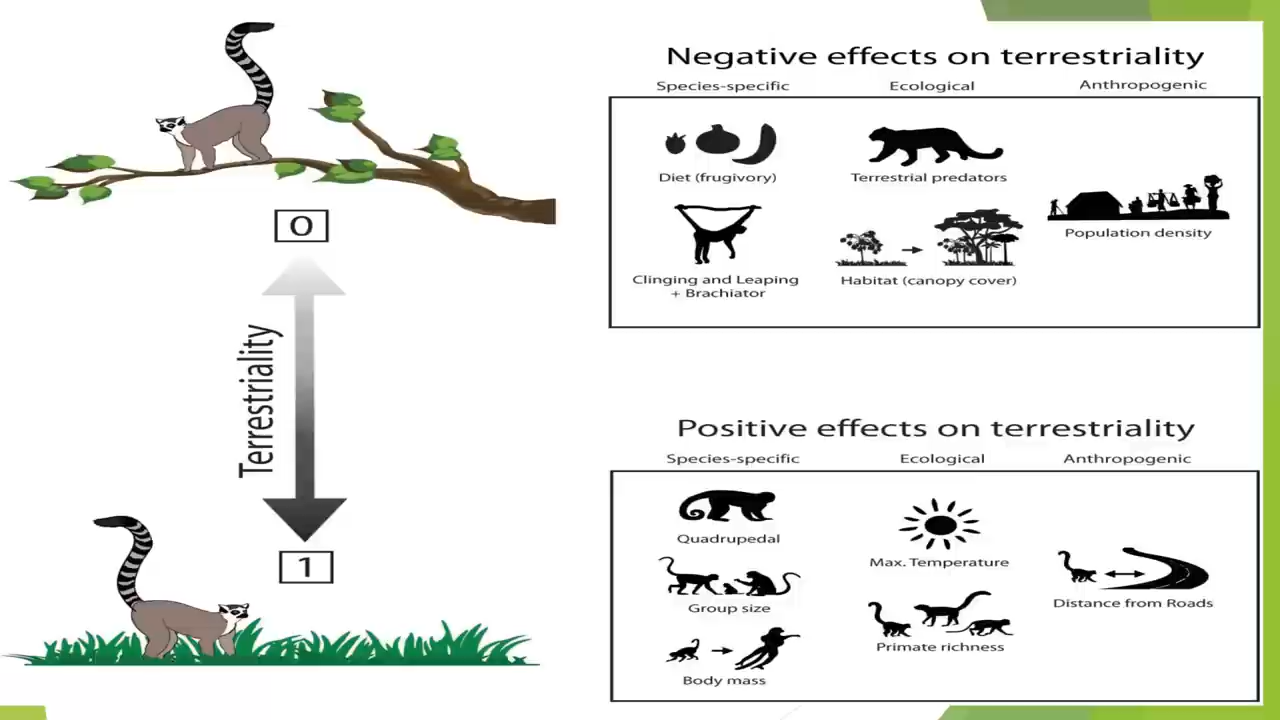 0
Terrestriality
1
Negative effects on terrestriality
Species-specific
Ecological
Anthropogenic
Diet (frugivory)
Terrestrial predators
Population density
Clinging and Leaping
+ Brachiator
Habitat (canopy cover)
Positive effects on terrestriality
Species-specific
Ecological
Anthropogenic
Quadrupedal
Max. Temperature
Group size
Distance from Roads
Primate richness
Body mass